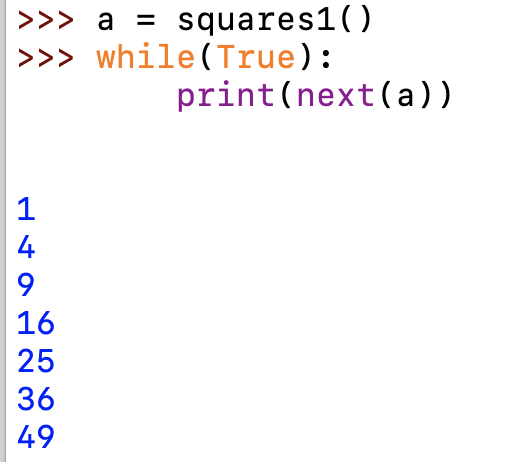 >>> a = squares1()
>>> while(True):
        print(next(a))
1
4
9
16
25
36
49